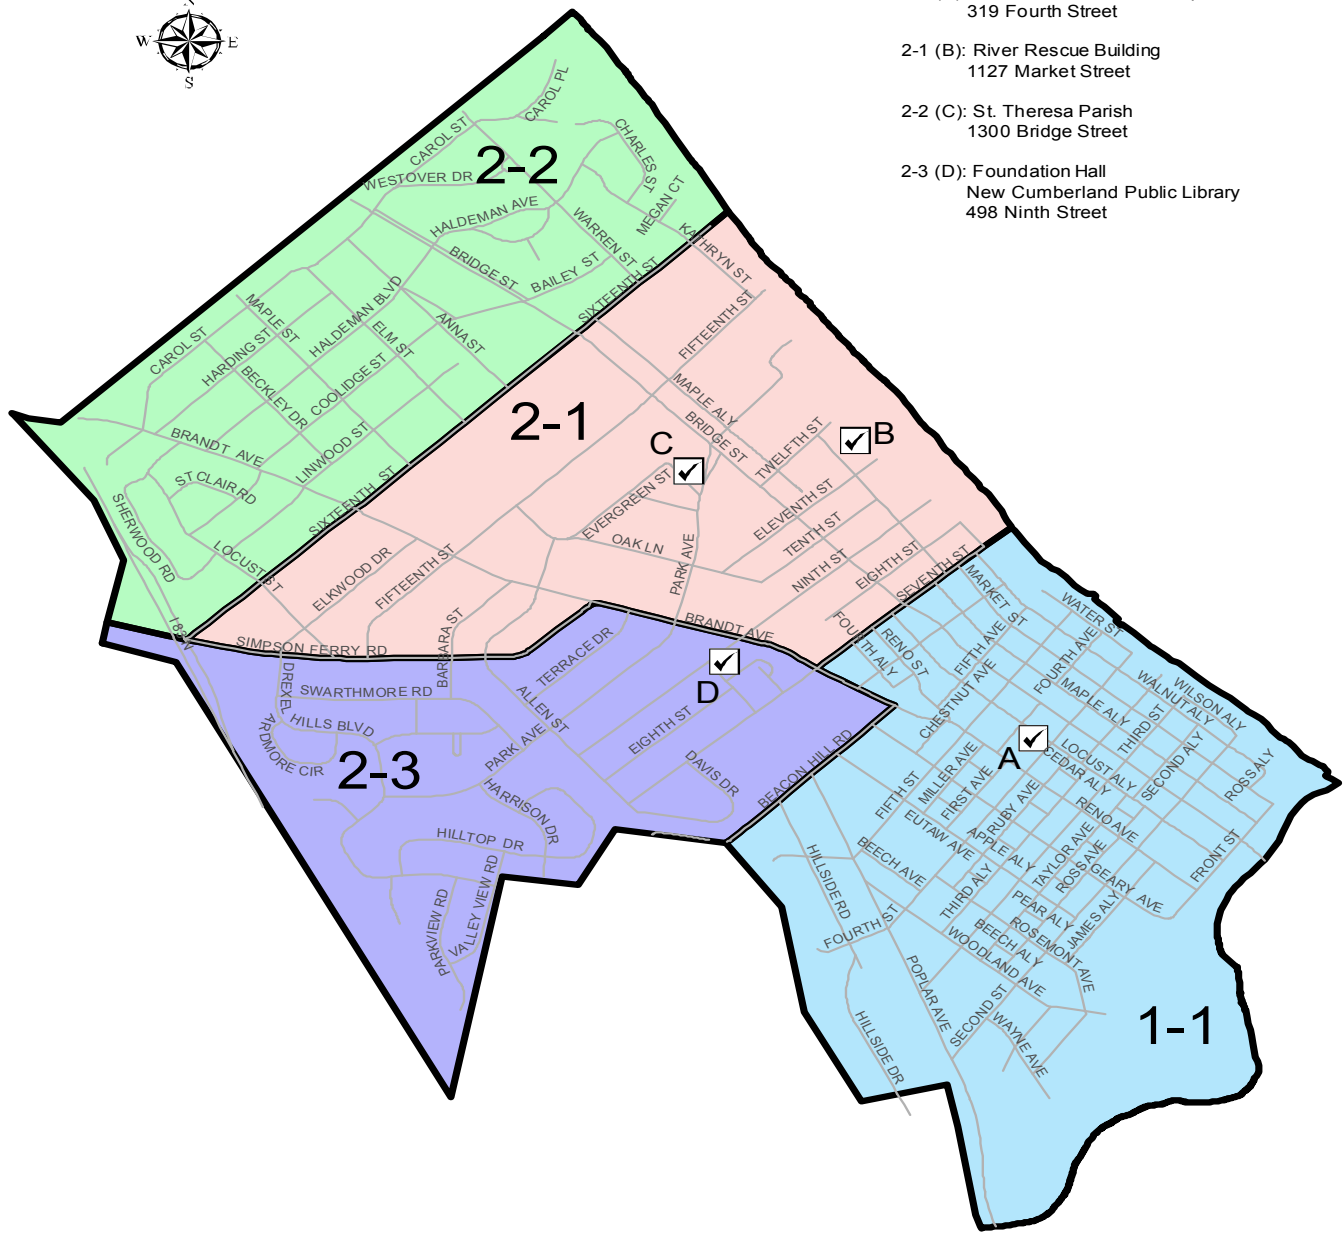 N
W
E
S
319 Fourth Street
2-1 (B): River Rescue Building
1127 Market Street
2-2 (C): St. Theresa Parish
1300 Bridge Street
2-3 (D): Foundation Hall
New Cumberland Public Library
498 Ninth Street
CAROL PL
CAROL ST
CHARLES ST
2-2
WESTOVER DR
MEGAN CT
HALDEMAN AVE
WARREN ST
KATHRYN ST
BRIDGE ST
BAILEY ST
SIXTEENTH ST
MAPLE ST
HALDEMAN BLVD
ANNA ST
ELM ST
CAROL ST
HARDING ST
BECKLEY DR
COOLIDGE ST
FIFTEENTH ST
2-1
MAPLE ALY
BRIDGE ST
TWELFTH ST
B
C
BRANDT AVE
LINWOOD ST
ST CLAIR RD
SIXTEENTH ST
SHERWOOD RD
LOCUST ST
EVERGREEN ST
ELEVENTH ST
OAK LN
TENTH ST
PARK AVE
NINTH ST
EIGHTH ST
SEVENTH ST
ELKWOOD DR
FIFTEENTH ST
MARKET ST
WATER ST
I 83 N
SIMPSON FERRY RD
BARBARA ST
BRANDT AVE
TERRACE DR
FOURTH ALY
RENO ST
FIFTH AVE
FOURTH AVE
D
DREXEL
HILLS BLVD
SWARTHMORE RD
ALLEN ST
CHESTNUT AVE
MAPLE ALY
WALNUT ALY
WILSON ALY
ARDMORE CIR
2-3
PARK AVE
EIGHTH ST
DAVIS DR
BEACON HILL RD
THIRD ST
SECOND ALY
ROSS ALY
A
LOCUST ALY
CEDAR ALY
MILLER AVE
FIRST AVE
FIFTH ST
RUBY AVE
RENO AVE
HARRISON DR
HILLTOP DR
EUTAW AVE
APPLE ALY
TAYLOR AVE
ROSS AVE
GEARY AVE
FRONT ST
BEECH AVE
HILLSIDE RD
THIRD ALY
PEAR ALY
JAMES ALY
PARKVIEW RD
VALLEY VIEW RD
FOURTH ST
BEECH ALY
ROSEMONT AVE
WOODLAND AVE
POPLAR AVE
SECOND ST
WAYNE AVE
1-1
HILLSIDE DR